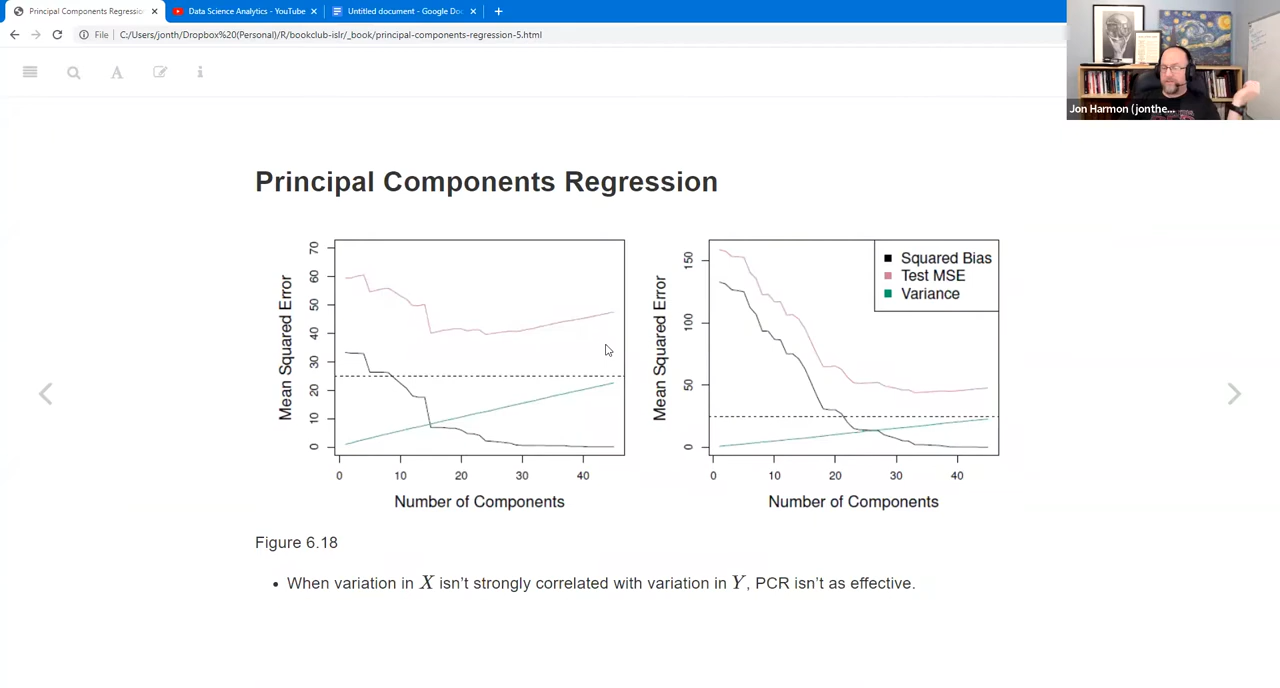 Principal Components Regressio
Data Science Analytics - YouTube
Untitled document - Google Do
File
C:/Users/jonth/Dropbox%20(Personal)/R/bookclub-islr/_book/principal-components-regression-5.html
Jon Harmon (jonthe...
A
i
Principal Components Regression
Mean Squared Error
70
60
50
40
30
20
10
0
0 10 20 30 40
Number of Components
Mean Squared Error
150
100
50
0
Squared Bias
Test MSE
Variance
0 10 20 30 40
Number of Components
Figure 6.18
• When variation in X isn't strongly correlated with variation in Y, PCR isn't as effective.